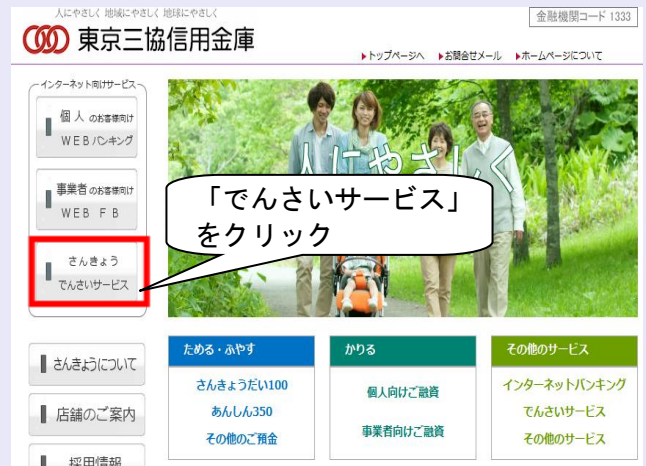 人にやさしく 地域にやさしく 地球にやさしく
金融機関コード 1333
東京三協信用金庫
トップページへ お問合せメール ホームページについて
インターネット向けサービス
個人 のお客様向け
WEBバンキング
事業者 のお客様向け
WEB FB
さんきょう
でんさいサービス
人にやさしく
「でんさいサービス」
をクリック
さんきょうについて
店舗のご案内
採用情報
ためる・ふやす
さんきょうだい100
あんしん350
その他のご預金
かりる
個人向けご融資
事業者向けご融資
その他のサービス
インターネットバンキング
でんさいサービス
その他のサービス